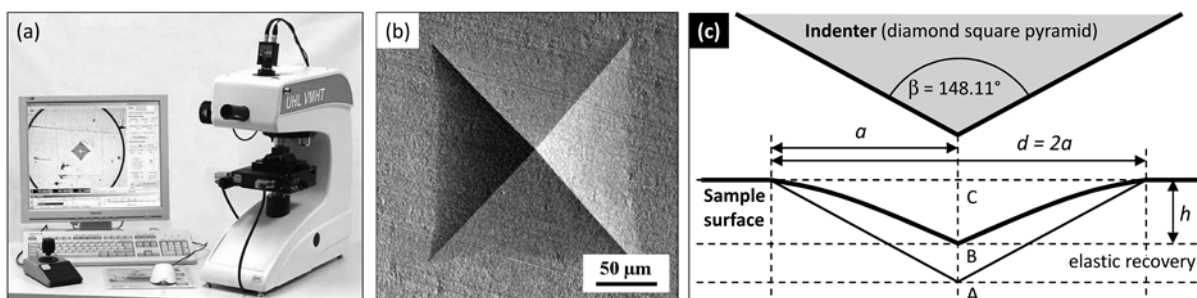 (a)
UHL VMHT
(b)
50 µm
(c)
Indenter (diamond square pyramid)
β = 148.11°
a
d = 2a
Sample
surface
C
h
B
elastic recovery
A